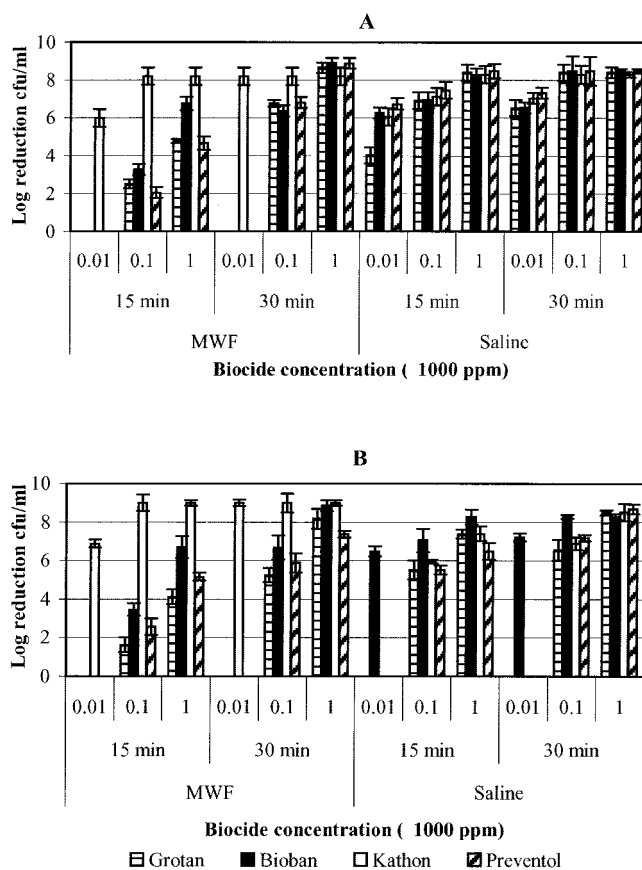 A
Log reduction cfu/ml
10
8
6
4
2
0
0.01 0.1 1 0.01 0.1 1 0.01 0.1 1 0.01 0.1 1
15 min 30 min 15 min 30 min
MWF Saline
Biocide concentration ( 1000 ppm)
B
Log reduction cfu/ml
10
8
6
4
2
0
0.01 0.1 1 0.01 0.1 1 0.01 0.1 1 0.01 0.1 1
15 min 30 min 15 min 30 min
MWF Saline
Biocide concentration ( 1000 ppm)
Grotan Bioban Kathon Preventol